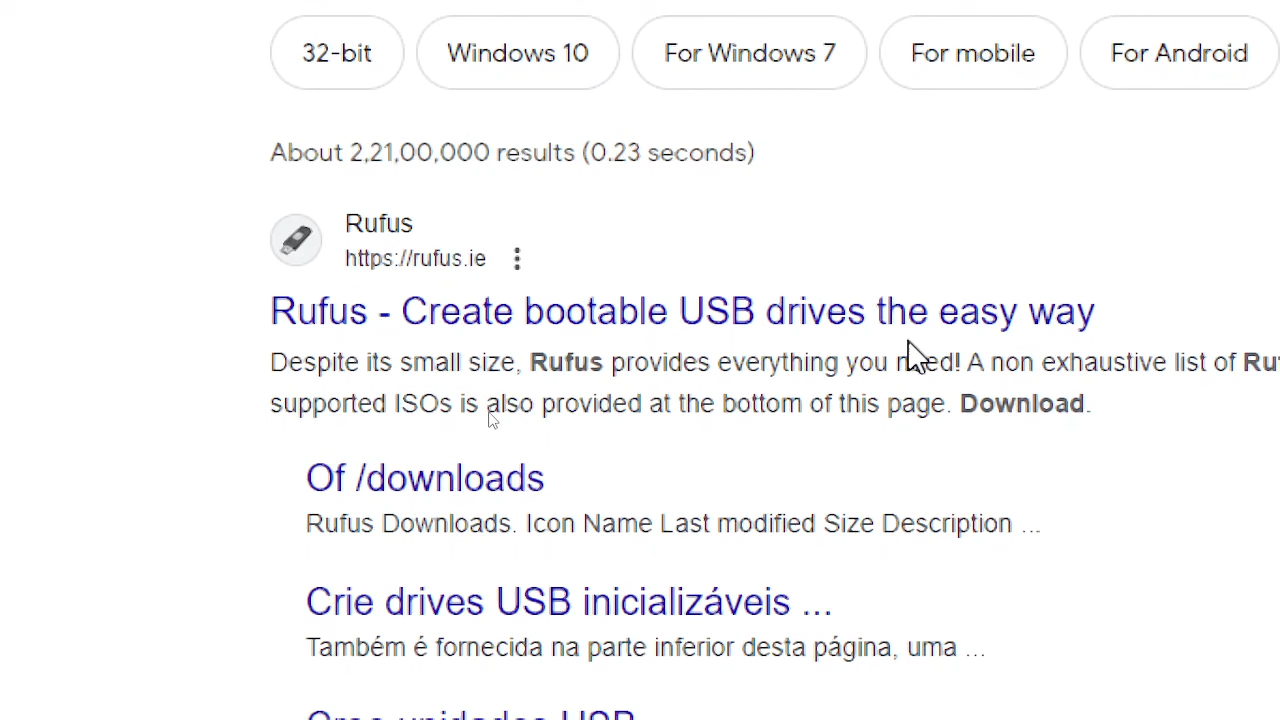 32-bit
Windows 10
For Windows 7
For mobile
For Android
About 2,21,00,000 results (0.23 seconds)
Rufus
https://rufus.ie
Rufus - Create bootable USB drives the easy way
Despite its small size, Rufus provides everything you need! A non exhaustive list of Ru
supported ISOs is also provided at the bottom of this page. Download.
Of /downloads
Rufus Downloads. Icon Name Last modified Size Description ...
Crie drives USB inicializáveis ...
Também é fornecida na parte inferior desta página, uma ...
Cree unidades USB